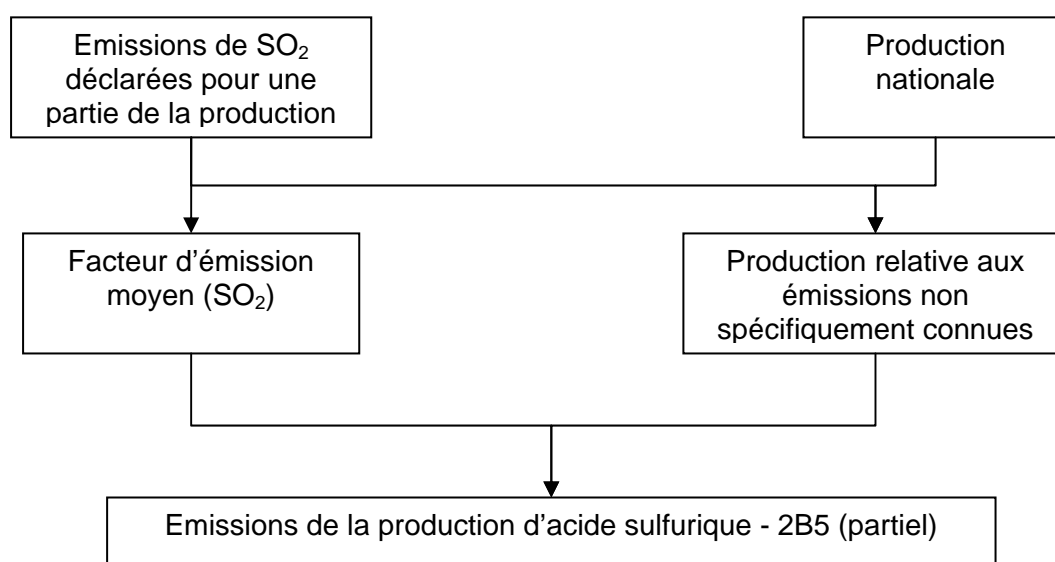 Emissions de SO₂
déclarées pour une
partie de la production
Production
nationale
Facteur d’émission
moyen (SO₂)
Production relative aux
émissions non
spécifiquement connues
Emissions de la production d’acide sulfurique - 2B5 (partiel)